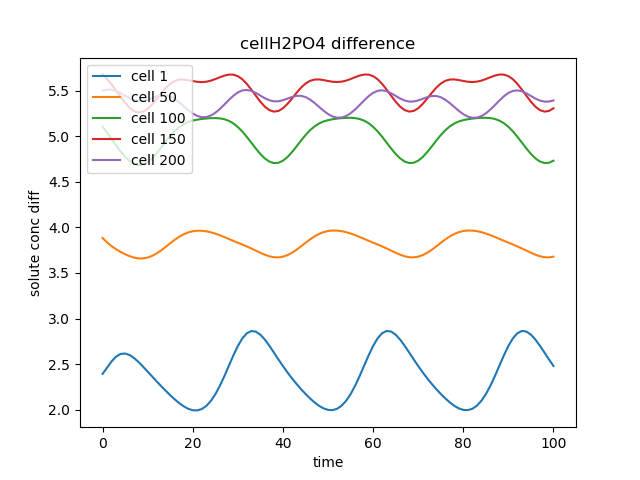 cellH2PO4 difference
cell 1
cell 50
cell 100
cell 150
cell 200
solute conc diff
5.5
5.0
4.5
4.0
3.5
3.0
2.5
2.0
0 20 40 60 80 100
time